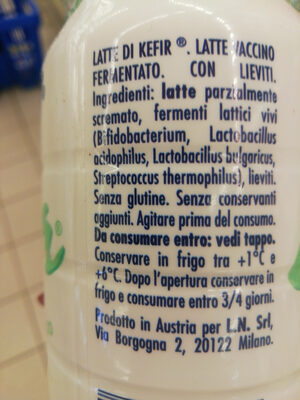 LATTE DI KEFIR ®. LATTE VACCINO
FERMENTATO. CON LIEVITI.
Ingredienti: latte parzialmente
scremato, fermenti lattici vivi
(Bifidobacterium, Lactobacillus
acidophilus, Lactobacillus bulgaricus,
Streptococcus thermophilus), lieviti.
Senza glutine. Senza conservanti
aggiunti. Agitare prima del consumo.
Da consumare entro: vedi tappo.
Conservare in frigo tra +1°C e
+6°C. Dopo l'apertura conservare in
frigo e consumare entro 3/4 giorni.
Prodotto in Austria per L.N. Srl,
Via Borgogna 2, 20122 Milano.